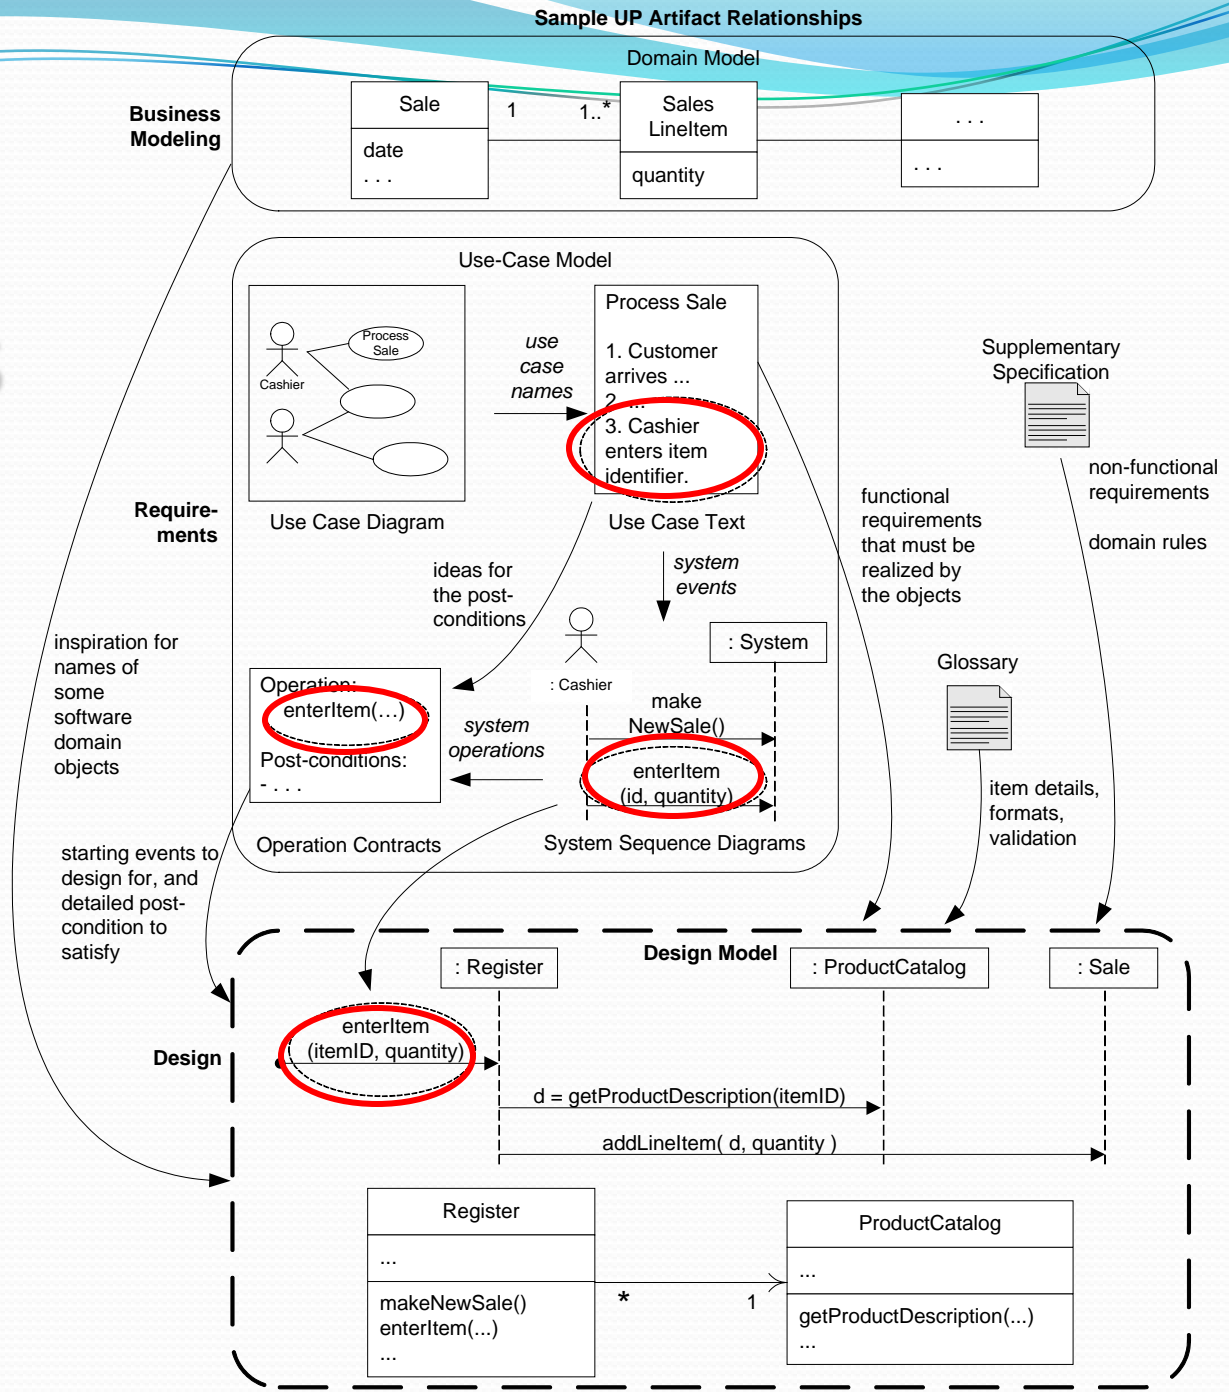 Sample UP Artifact Relationships
Domain Model
Business
Modeling
Sale
1
1..*
Sales
LineItem
. . .
date
. . .
quantity
. . .
Use-Case Model
Process
Sale
Cashier
use
case
names
Process Sale
1. Customer
arrives ...
2. ...
3. Cashier
enters item
identifier.
Use Case Diagram
Use Case Text
Require-
ments
Supplementary
Specification
non-functional
requirements
domain rules
functional
requirements
that must be
realized by
the objects
ideas for
the post-
conditions
system
events
: System
: Cashier
inspiration for
names of
some
software
domain
objects
Operation:
enterItem(…)
Post-conditions:
- . . .
system
operations
make
NewSale()
enterItem
(id, quantity)
Glossary
item details,
formats,
validation
Operation Contracts
System Sequence Diagrams
starting events to
design for, and
detailed post-
condition to
satisfy
Design Model
: Register
: ProductCatalog
: Sale
Design
enterItem
(itemID, quantity)
d = getProductDescription(itemID)
addLineItem( d, quantity )
Register
...
makeNewSale()
enterItem(...)
...
*
1
ProductCatalog
...
getProductDescription(...)
...